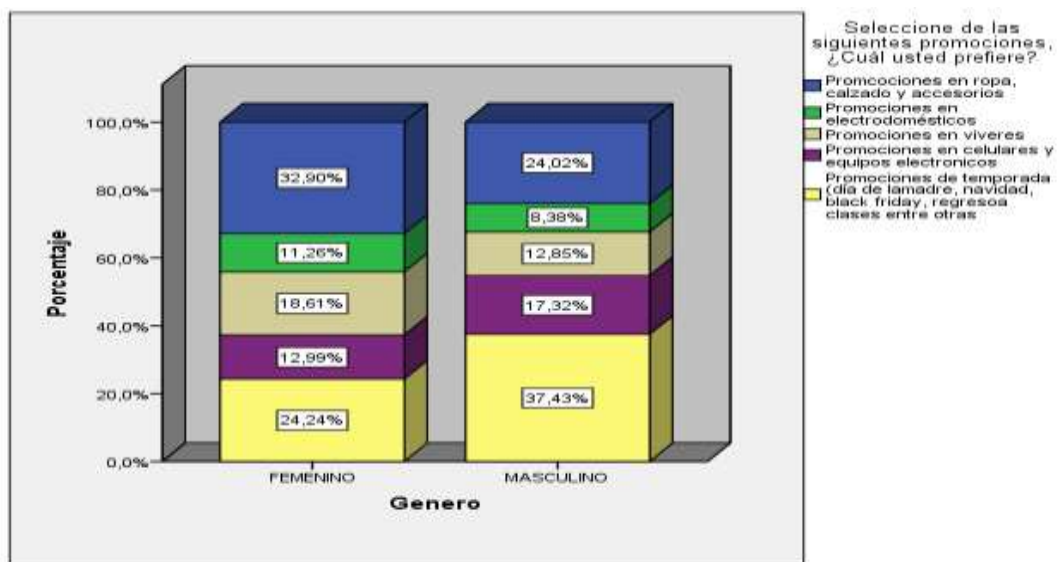 Seleccione de las
siguientes promociones,
¿Cuál usted prefiere?
Promcociones en ropa,
calzado y accesorios
Promociones en
electrodomésticos
Promociones en viveres
Promociones en celulares y
equipos electronicos
Promociones de temporada
(día de lamadre, navidad,
black friday, regresoa
clases entre otras
Porcentaje
100,0%
80,0%
60,0%
40,0%
20,0%
0,0%
32,90%
11,26%
18,61%
12,99%
24,24%
24,02%
8,38%
12,85%
17,32%
37,43%
FEMENINO
MASCULINO
Genero